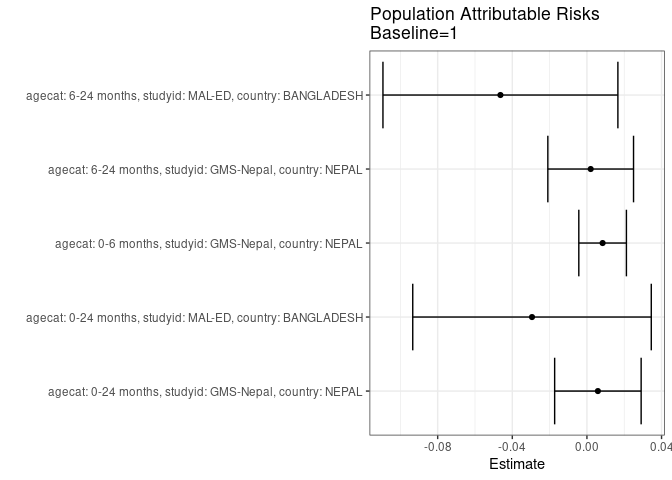 Population Attributable Risks
Baseline=1
agecat: 6-24 months, studyid: MAL-ED, country: BANGLADESH
agecat: 6-24 months, studyid: GMS-Nepal, country: NEPAL
agecat: 0-6 months, studyid: GMS-Nepal, country: NEPAL
agecat: 0-24 months, studyid: MAL-ED, country: BANGLADESH
agecat: 0-24 months, studyid: GMS-Nepal, country: NEPAL
-0.08 -0.04 0.00 0.04
Estimate